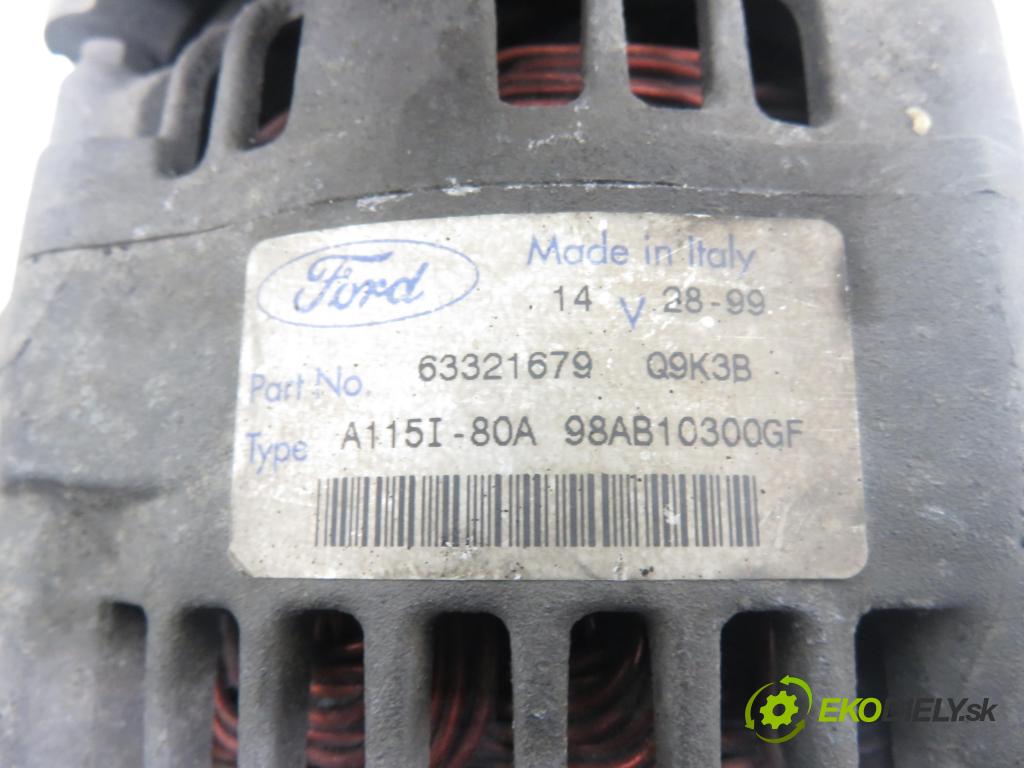 Ford
Made in Italy
14 V 28-99
Part No. 63321679 Q9K3B
Type A115I-80A 98AB10300GF
EKODIELY.sk